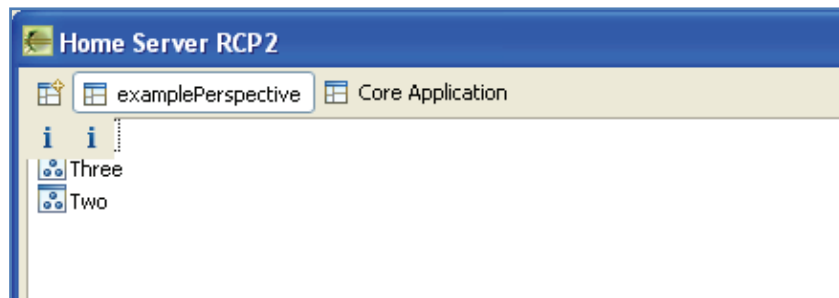 Home Server RCP2
examplePerspective Core Application
i i
Three
Two